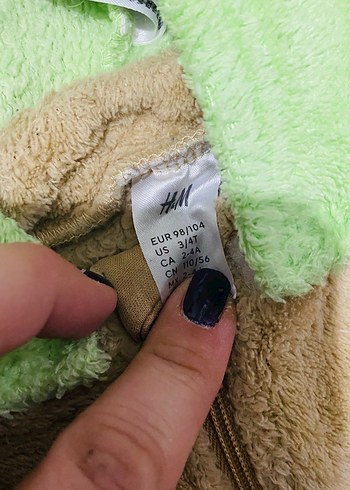 H&M
EUR 98/104
US 3/4T
CA 2-4A
CN 110/56